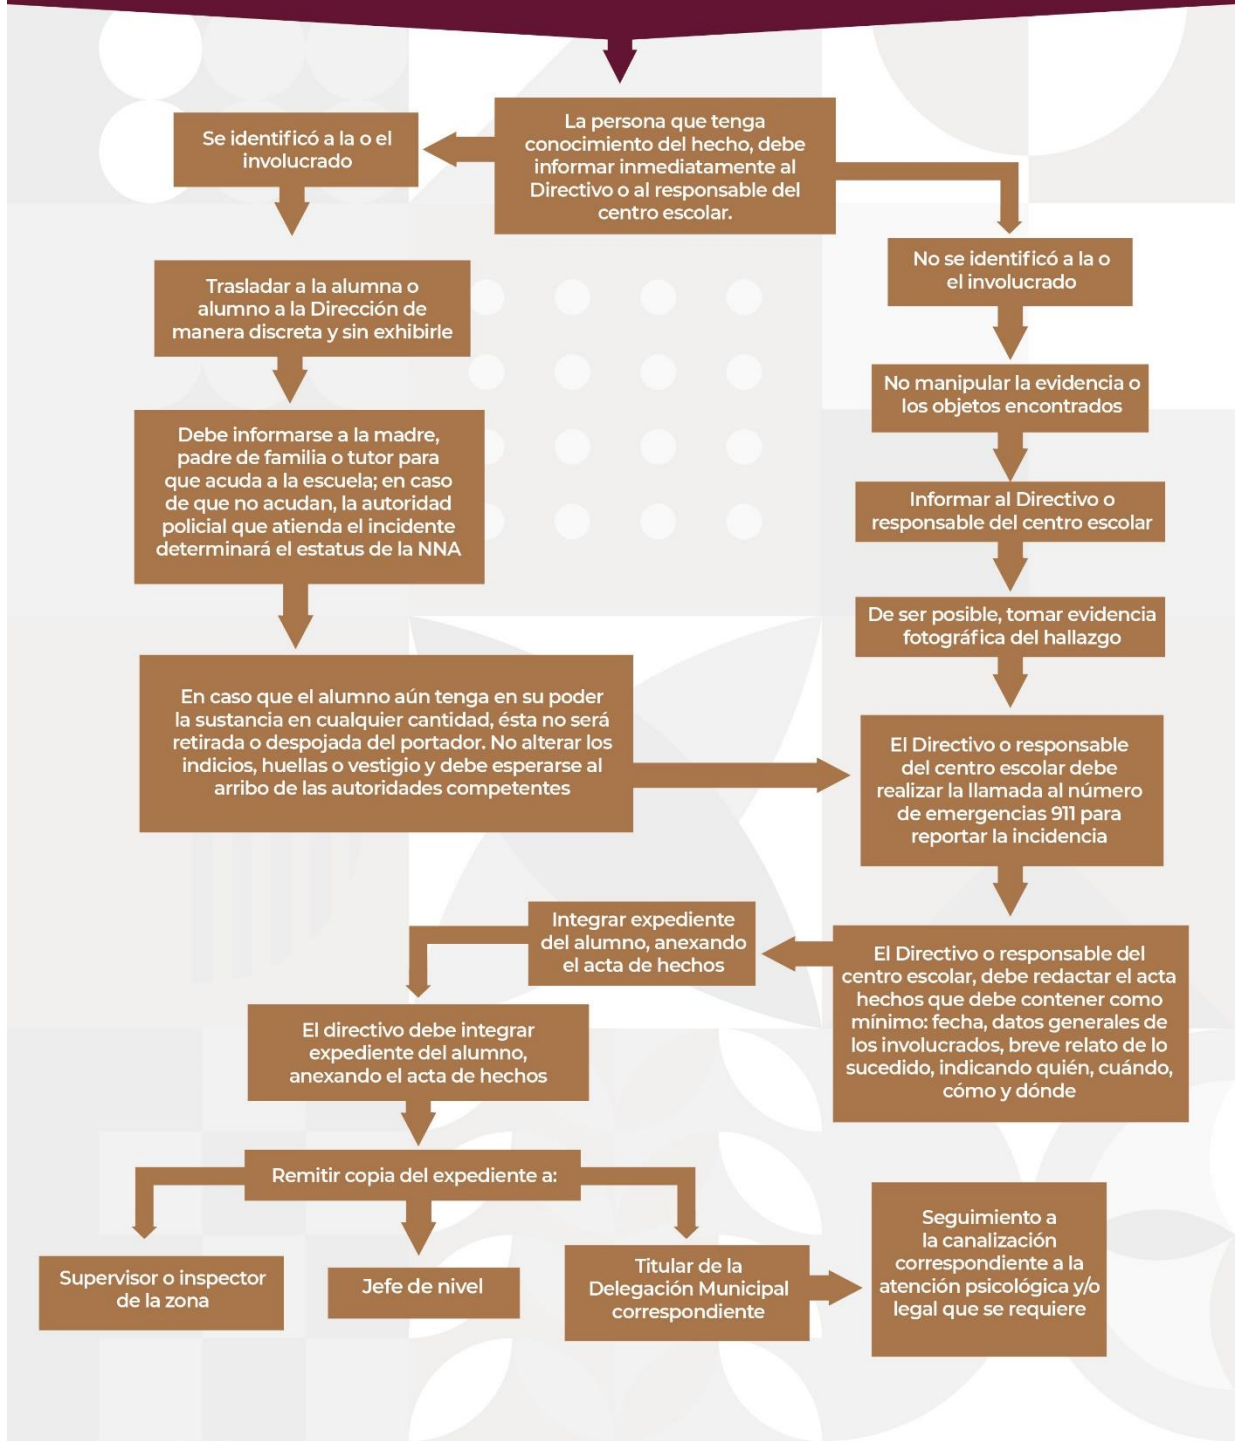 La persona que tenga
conocimiento del hecho, debe
informar inmediatamente al
Directivo o al responsable del
centro escolar.
Se identificó a la o el
involucrado
Trasladar a la alumna o
alumno a la Dirección de
manera discreta y sin exhibirle
Debe informarse a la madre,
padre de familia o tutor para
que acuda a la escuela; en caso
de que no acudan, la autoridad
policial que atienda el incidente
determinará el estatus de la NNA
En caso que el alumno aún tenga en su poder
la sustancia en cualquier cantidad, ésta no será
retirada o despojada del portador. No alterar los
indicios, huellas o vestigio y debe esperarse al
arribo de las autoridades competentes
No se identificó a la o
el involucrado
No manipular la evidencia o
los objetos encontrados
Informar al Directivo o
responsable del centro escolar
De ser posible, tomar evidencia
fotográfica del hallazgo
El Directivo o responsable
del centro escolar debe
realizar la llamada al número
de emergencias 911 para
reportar la incidencia
El Directivo o responsable del
centro escolar, debe redactar el acta
hechos que debe contener como
mínimo: fecha, datos generales de
los involucrados, breve relato de lo
sucedido, indicando quién, cuándo,
cómo y dónde
Integrar expediente
del alumno, anexando
el acta de hechos
El directivo debe integrar
expediente del alumno,
anexando el acta de hechos
Remitir copia del expediente a:
Supervisor o inspector
de la zona
Jefe de nivel
Titular de la
Delegación Municipal
correspondiente
Seguimiento a
la canalización
correspondiente a la
atención psicológica y/o
legal que se requiere